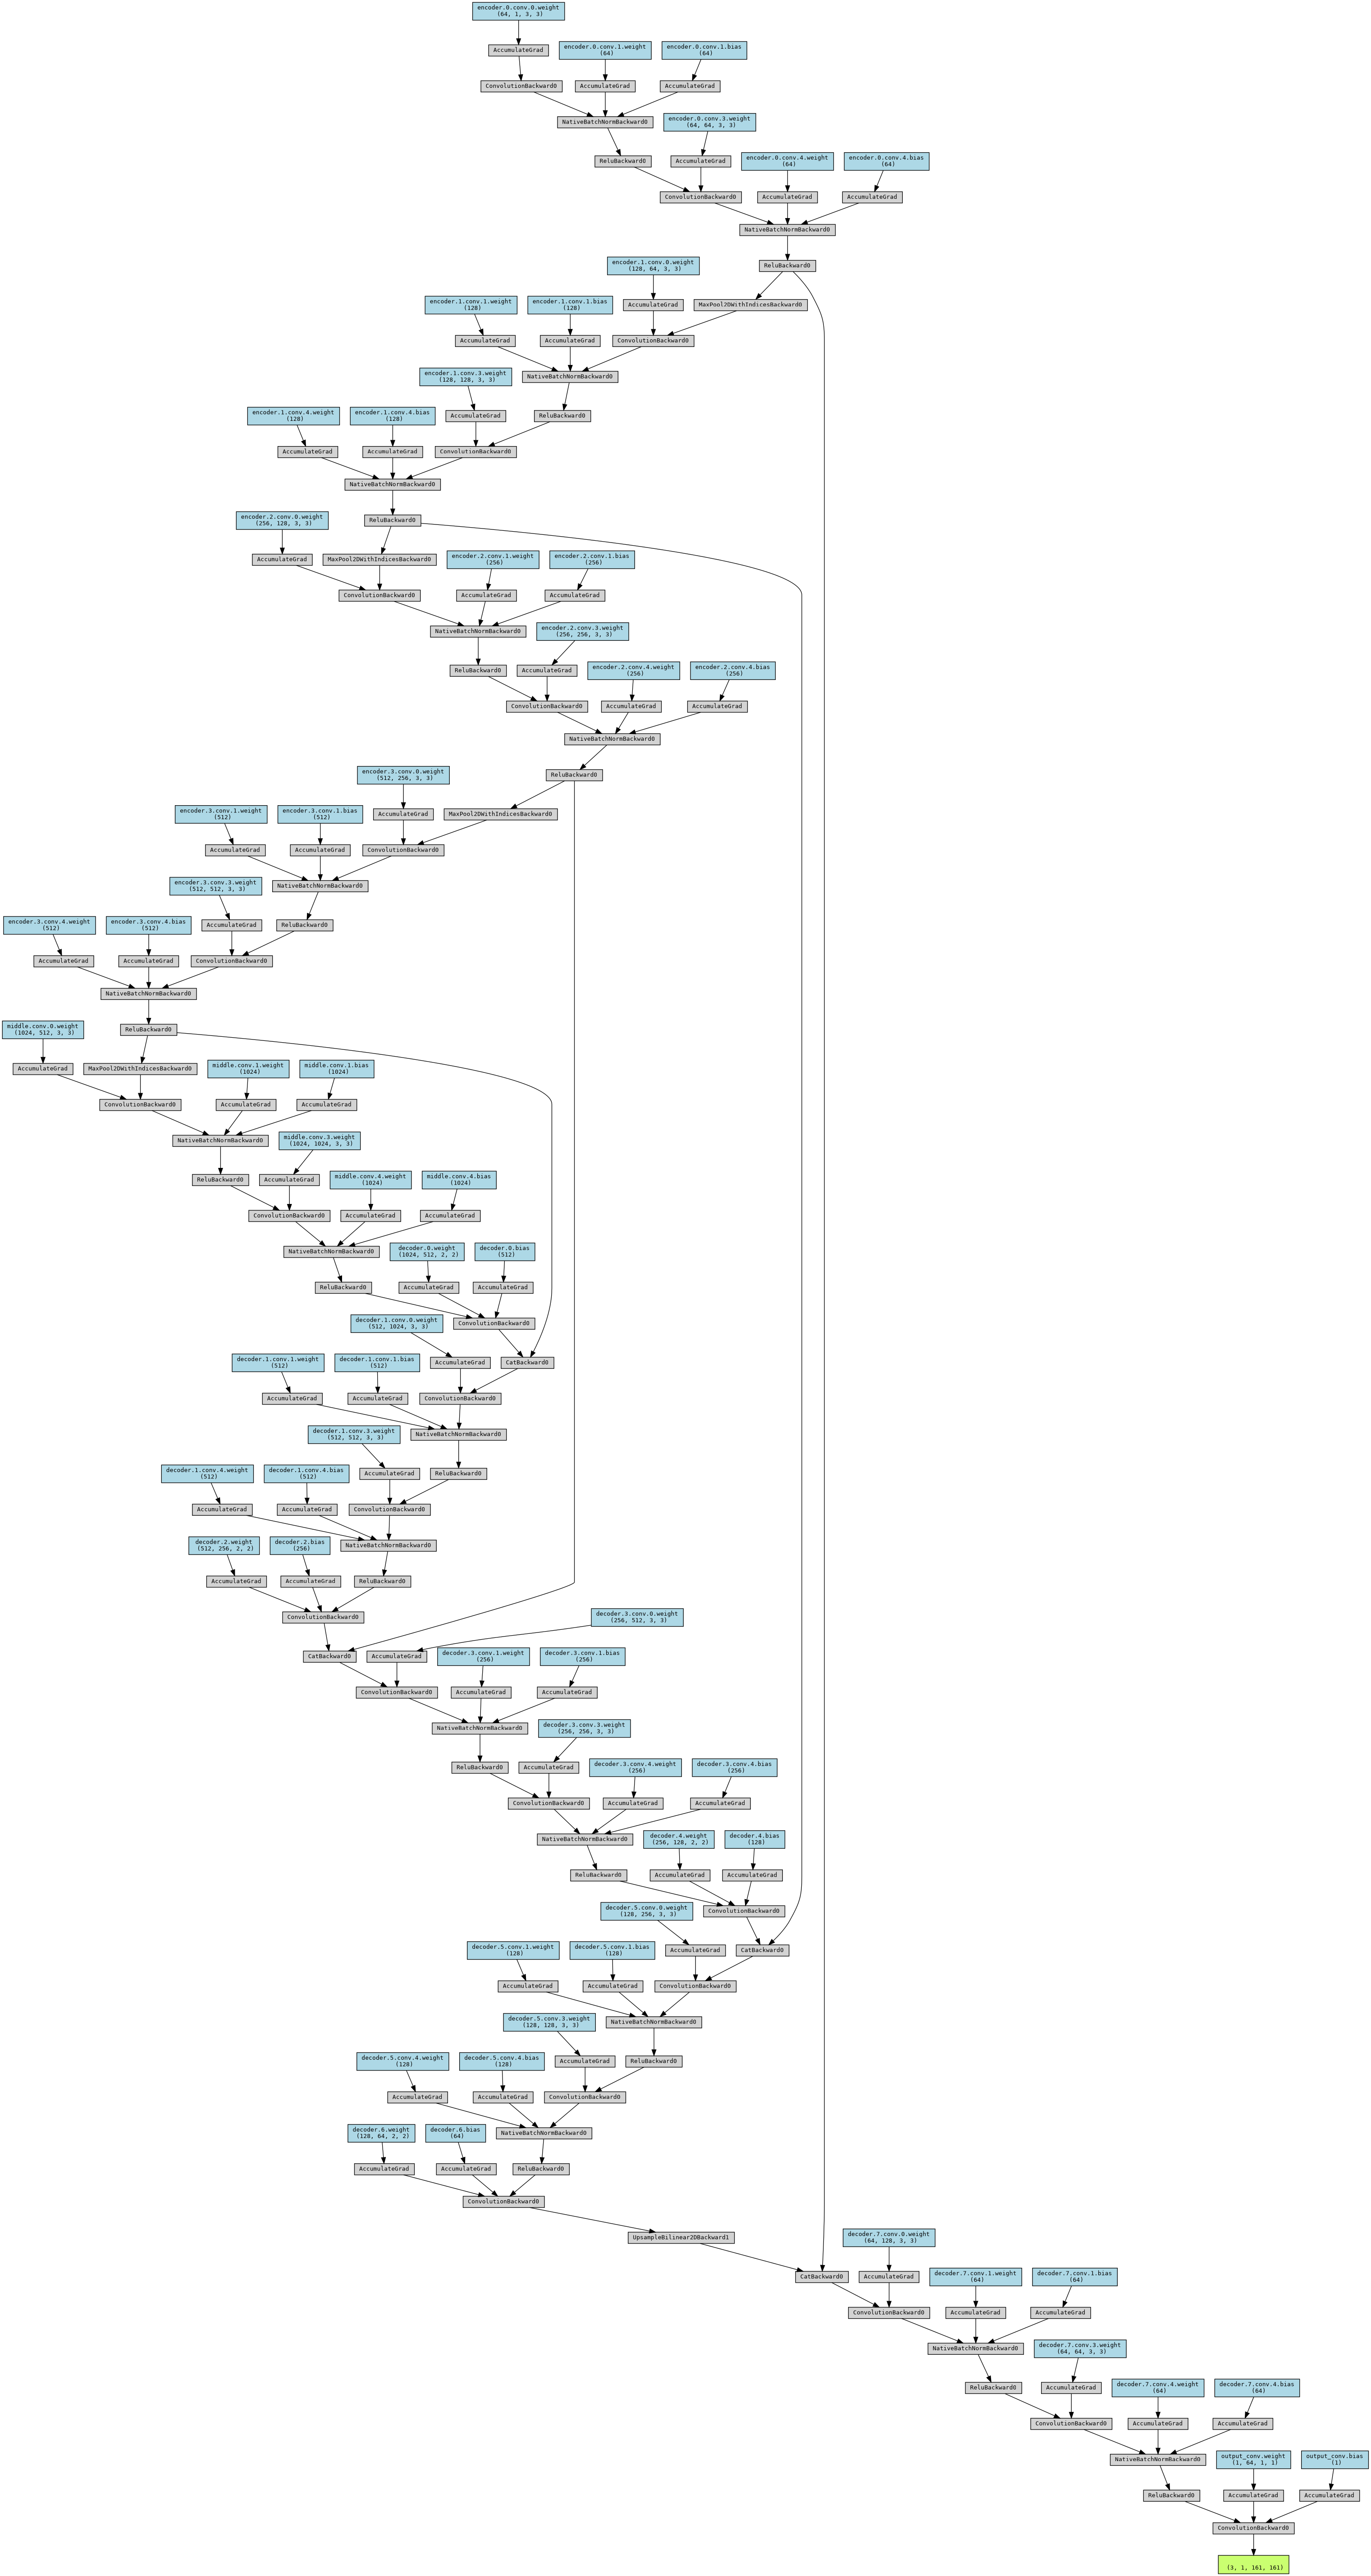 encoder.0.conv.0.weight
(64, 1, 3, 3)
AccumulateGrad
encoder.0.conv.1.weight
(64)
encoder.0.conv.1.bias
(64)
ConvolutionBackward0
AccumulateGrad
AccumulateGrad
NativeBatchNormBackward0
encoder.0.conv.3.weight
(64, 64, 3, 3)
ReluBackward0
AccumulateGrad
encoder.0.conv.4.weight
(64)
encoder.0.conv.4.bias
(64)
ConvolutionBackward0
AccumulateGrad
AccumulateGrad
NativeBatchNormBackward0
ReluBackward0
encoder.1.conv.0.weight
(128, 64, 3, 3)
encoder.1.conv.1.weight
(128)
encoder.1.conv.1.bias
(128)
AccumulateGrad
MaxPool2DWithIndicesBackward0
AccumulateGrad
AccumulateGrad
ConvolutionBackward0
NativeBatchNormBackward0
encoder.1.conv.3.weight
(128, 128, 3, 3)
encoder.1.conv.4.weight
(128)
encoder.1.conv.4.bias
(128)
AccumulateGrad
ReluBackward0
AccumulateGrad
AccumulateGrad
ConvolutionBackward0
NativeBatchNormBackward0
encoder.2.conv.0.weight
(256, 128, 3, 3)
ReluBackward0
AccumulateGrad
MaxPool2DWithIndicesBackward0
encoder.2.conv.1.weight
(256)
encoder.2.conv.1.bias
(256)
ConvolutionBackward0
AccumulateGrad
AccumulateGrad
NativeBatchNormBackward0
encoder.2.conv.3.weight
(256, 256, 3, 3)
ReluBackward0
AccumulateGrad
encoder.2.conv.4.weight
(256)
encoder.2.conv.4.bias
(256)
ConvolutionBackward0
AccumulateGrad
AccumulateGrad
NativeBatchNormBackward0
encoder.3.conv.0.weight
(512, 256, 3, 3)
ReluBackward0
encoder.3.conv.1.weight
(512)
encoder.3.conv.1.bias
(512)
AccumulateGrad
MaxPool2DWithIndicesBackward0
AccumulateGrad
AccumulateGrad
ConvolutionBackward0
encoder.3.conv.3.weight
(512, 512, 3, 3)
NativeBatchNormBackward0
encoder.3.conv.4.weight
(512)
encoder.3.conv.4.bias
(512)
AccumulateGrad
ReluBackward0
AccumulateGrad
AccumulateGrad
ConvolutionBackward0
NativeBatchNormBackward0
middle.conv.0.weight
(1024, 512, 3, 3)
ReluBackward0
AccumulateGrad
MaxPool2DWithIndicesBackward0
middle.conv.1.weight
(1024)
middle.conv.1.bias
(1024)
ConvolutionBackward0
AccumulateGrad
AccumulateGrad
NativeBatchNormBackward0
middle.conv.3.weight
(1024, 1024, 3, 3)
ReluBackward0
AccumulateGrad
middle.conv.4.weight
(1024)
middle.conv.4.bias
(1024)
ConvolutionBackward0
AccumulateGrad
AccumulateGrad
NativeBatchNormBackward0
decoder.0.weight
(1024, 512, 2, 2)
decoder.0.bias
(512)
ReluBackward0
AccumulateGrad
AccumulateGrad
decoder.1.conv.0.weight
(512, 1024, 3, 3)
ConvolutionBackward0
decoder.1.conv.1.weight
(512)
decoder.1.conv.1.bias
(512)
AccumulateGrad
CatBackward0
AccumulateGrad
AccumulateGrad
ConvolutionBackward0
decoder.1.conv.3.weight
(512, 512, 3, 3)
NativeBatchNormBackward0
decoder.1.conv.4.weight
(512)
decoder.1.conv.4.bias
(512)
AccumulateGrad
ReluBackward0
AccumulateGrad
AccumulateGrad
ConvolutionBackward0
decoder.2.weight
(512, 256, 2, 2)
decoder.2.bias
(256)
NativeBatchNormBackward0
AccumulateGrad
AccumulateGrad
ReluBackward0
ConvolutionBackward0
decoder.3.conv.0.weight
(256, 512, 3, 3)
CatBackward0
AccumulateGrad
decoder.3.conv.1.weight
(256)
decoder.3.conv.1.bias
(256)
ConvolutionBackward0
AccumulateGrad
AccumulateGrad
NativeBatchNormBackward0
decoder.3.conv.3.weight
(256, 256, 3, 3)
ReluBackward0
AccumulateGrad
decoder.3.conv.4.weight
(256)
decoder.3.conv.4.bias
(256)
ConvolutionBackward0
AccumulateGrad
AccumulateGrad
NativeBatchNormBackward0
decoder.4.weight
(256, 128, 2, 2)
decoder.4.bias
(128)
ReluBackward0
AccumulateGrad
AccumulateGrad
decoder.5.conv.0.weight
(128, 256, 3, 3)
ConvolutionBackward0
decoder.5.conv.1.weight
(128)
decoder.5.conv.1.bias
(128)
AccumulateGrad
CatBackward0
AccumulateGrad
AccumulateGrad
ConvolutionBackward0
decoder.5.conv.3.weight
(128, 128, 3, 3)
NativeBatchNormBackward0
decoder.5.conv.4.weight
(128)
decoder.5.conv.4.bias
(128)
AccumulateGrad
ReluBackward0
AccumulateGrad
AccumulateGrad
ConvolutionBackward0
decoder.6.weight
(128, 64, 2, 2)
decoder.6.bias
(64)
NativeBatchNormBackward0
AccumulateGrad
AccumulateGrad
ReluBackward0
ConvolutionBackward0
UpsampleBilinear2DBackward1
decoder.7.conv.0.weight
(64, 128, 3, 3)
CatBackward0
AccumulateGrad
decoder.7.conv.1.weight
(64)
decoder.7.conv.1.bias
(64)
ConvolutionBackward0
AccumulateGrad
AccumulateGrad
NativeBatchNormBackward0
decoder.7.conv.3.weight
(64, 64, 3, 3)
ReluBackward0
AccumulateGrad
decoder.7.conv.4.weight
(64)
decoder.7.conv.4.bias
(64)
ConvolutionBackward0
AccumulateGrad
AccumulateGrad
NativeBatchNormBackward0
output_conv.weight
(1, 64, 1, 1)
output_conv.bias
(1)
ReluBackward0
AccumulateGrad
AccumulateGrad
ConvolutionBackward0
(3, 1, 161, 161)